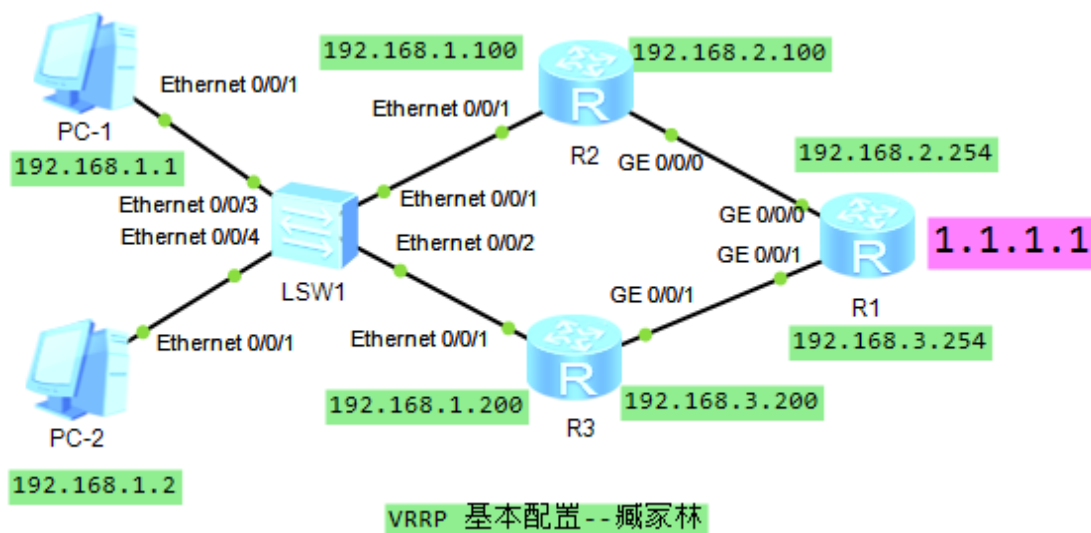 192.168.1.100
192.168.2.100
Ethernet 0/0/1
Ethernet 0/0/1
PC-1
R2
192.168.2.254
192.168.1.1
GE 0/0/0
Ethernet 0/0/3
Ethernet 0/0/1
GE 0/0/0
Ethernet 0/0/4
Ethernet 0/0/2
GE 0/0/1
1.1.1.1
LSW1
GE 0/0/1
R1
Ethernet 0/0/1
Ethernet 0/0/1
192.168.3.254
192.168.1.200
192.168.3.200
PC-2
R3
192.168.1.2
VRRP 基本配置--臧家林